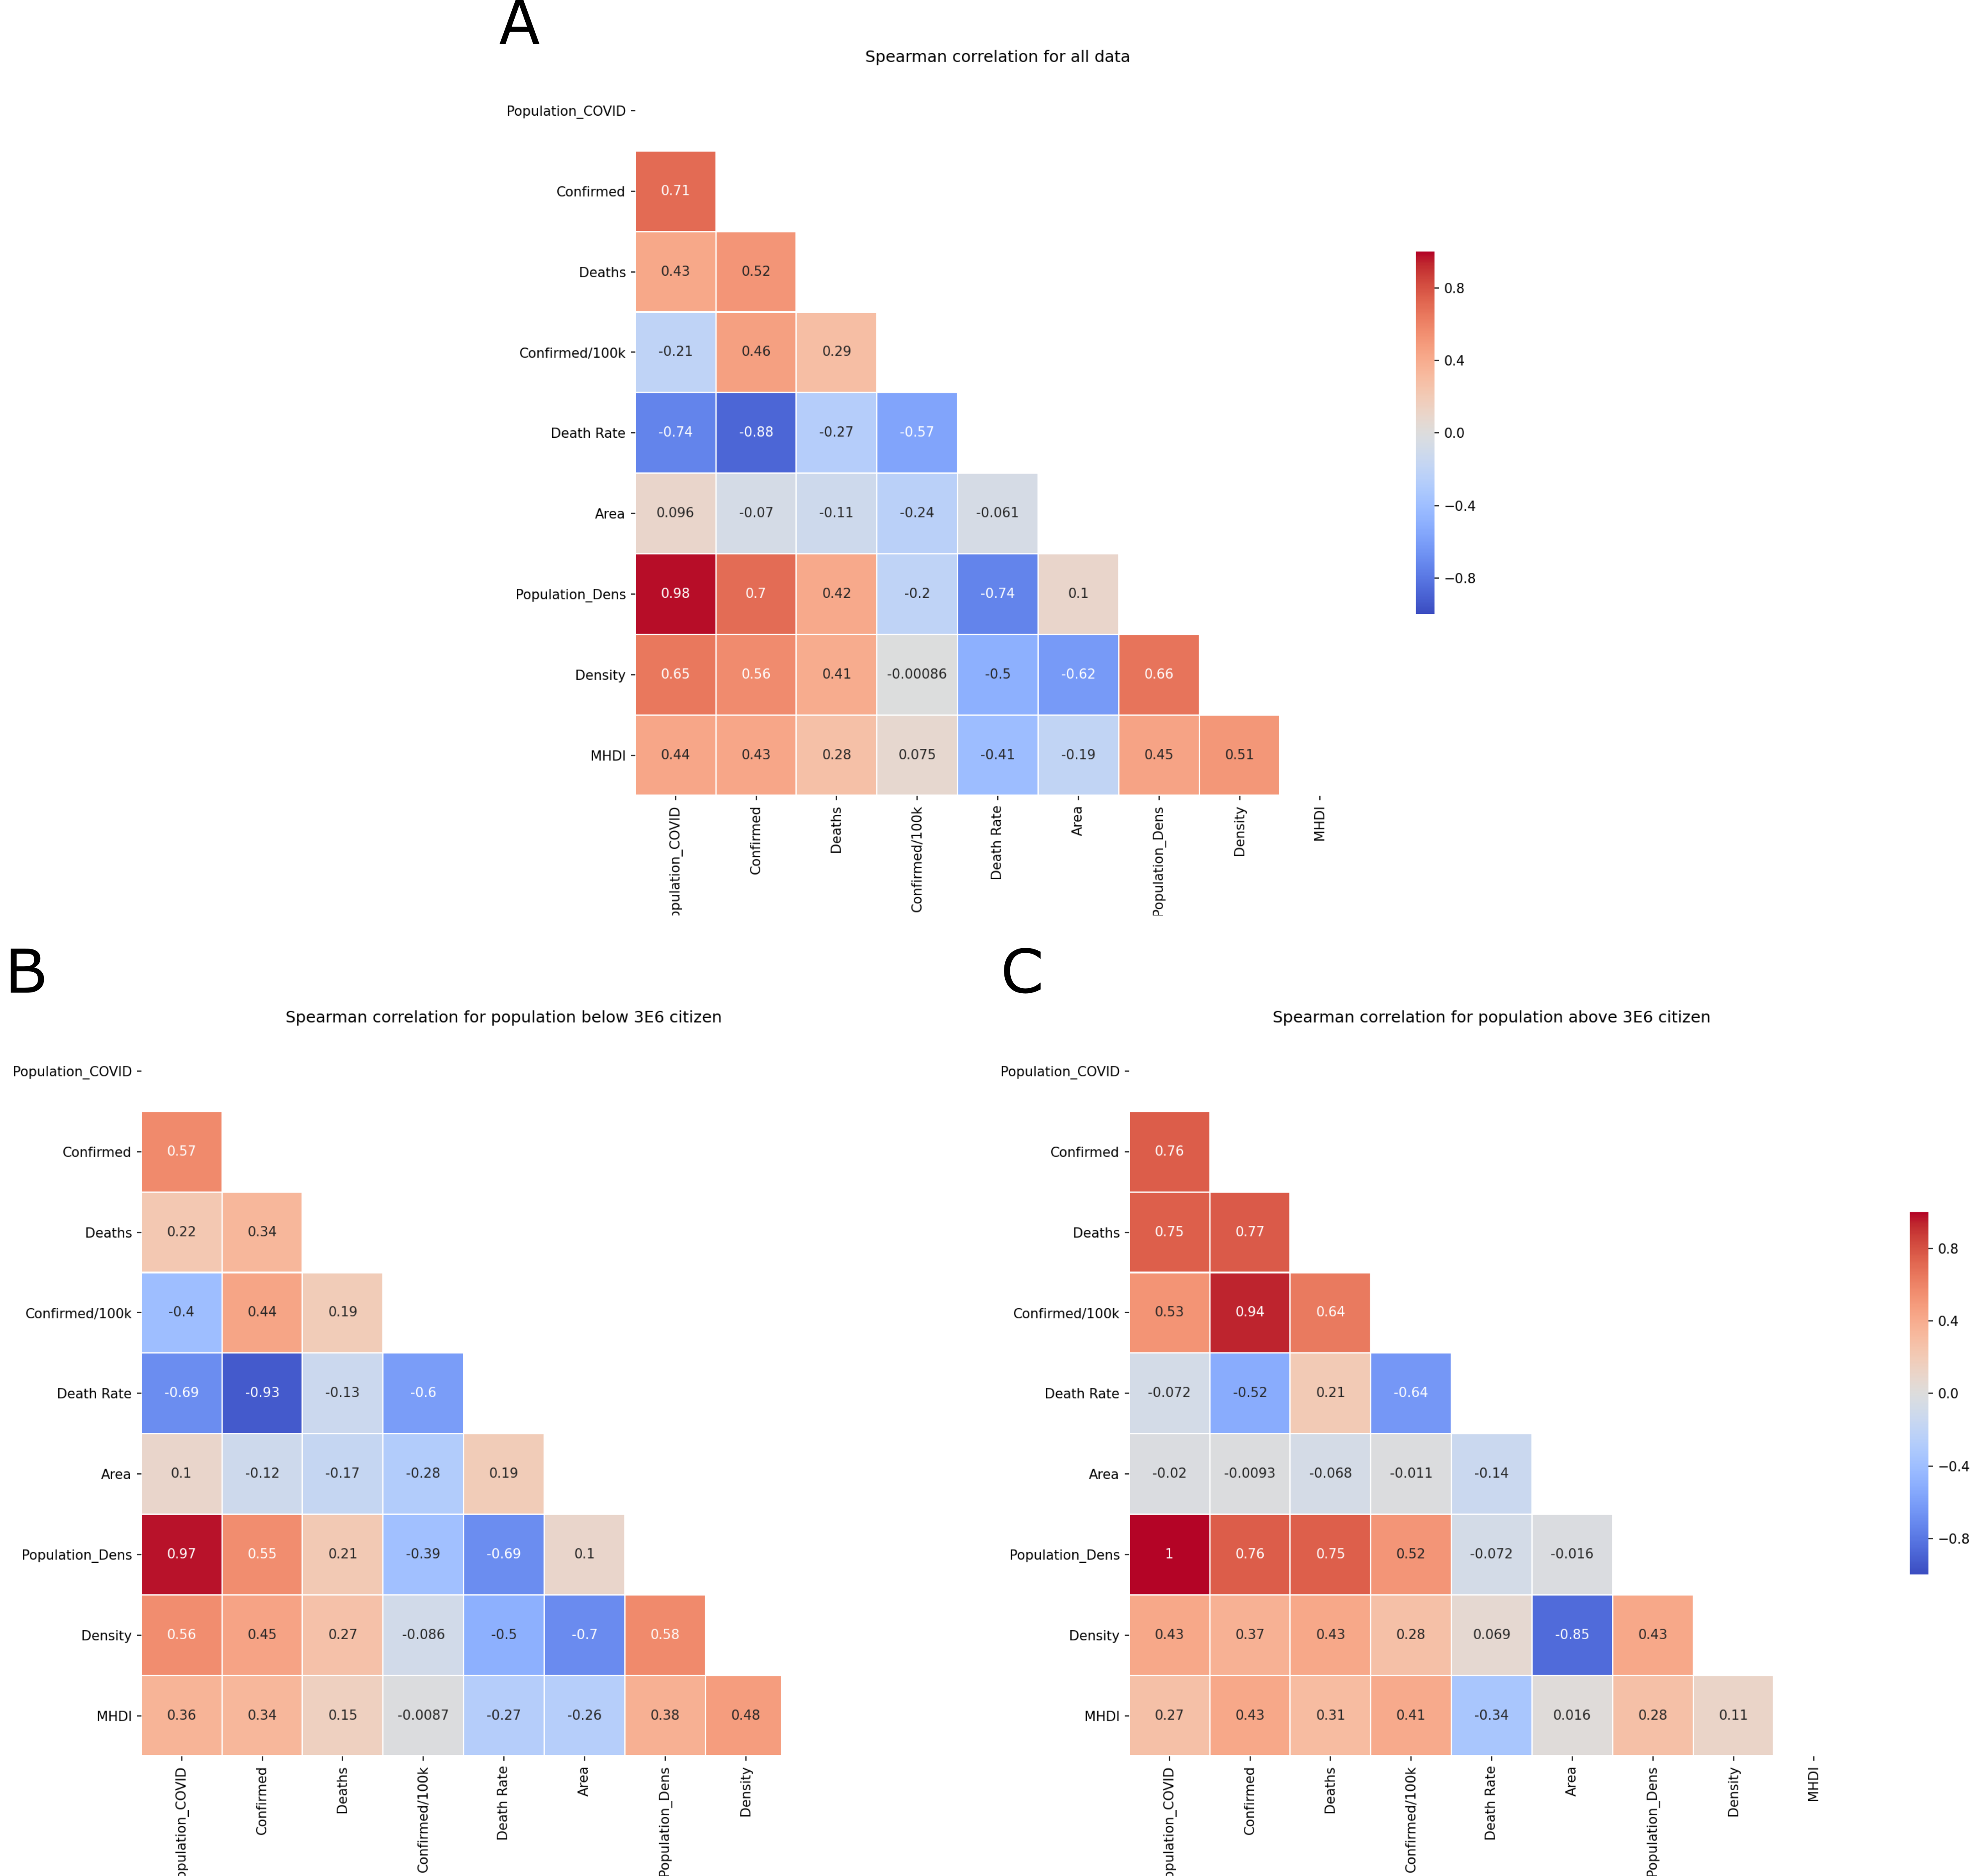 A
Spearman correlation for all data
Population_COVID
Confirmed 0.71
Deaths 0.43 0.52
Confirmed/100k -0.21 0.46 0.29
Death Rate -0.74 -0.88 -0.27 -0.57
Area 0.096 -0.07 -0.11 -0.24 -0.061
Population_Dens 0.98 0.7 0.42 -0.2 -0.74 0.1
Density 0.65 0.56 0.41 -0.00086 -0.5 -0.62 0.66
MHDI 0.44 0.43 0.28 0.075 -0.41 -0.19 0.45 0.51
opulation_COVID Confirmed Deaths Confirmed/100k Death Rate Area Population_Dens Density MHDI
0.8
0.4
0.0
−0.4
−0.8
B
Spearman correlation for population below 3E6 citizen
Population_COVID
Confirmed 0.57
Deaths 0.22 0.34
Confirmed/100k -0.4 0.44 0.19
Death Rate -0.69 -0.93 -0.13 -0.6
Area 0.1 -0.12 -0.17 -0.28 0.19
Population_Dens 0.97 0.55 0.21 -0.39 -0.69 0.1
Density 0.56 0.45 0.27 -0.086 -0.5 -0.7 0.58
MHDI 0.36 0.34 0.15 -0.0087 -0.27 -0.26 0.38 0.48
opulation_COVID Confirmed Deaths Confirmed/100k Death Rate Area Population_Dens Density
C
Spearman correlation for population above 3E6 citizen
Population_COVID
Confirmed 0.76
Deaths 0.75 0.77
Confirmed/100k 0.53 0.94 0.64
Death Rate -0.072 -0.52 0.21 -0.64
Area -0.02 -0.0093 -0.068 -0.011 -0.14
Population_Dens 1 0.76 0.75 0.52 -0.072 -0.016
Density 0.43 0.37 0.43 0.28 0.069 -0.85 0.43
MHDI 0.27 0.43 0.31 0.41 -0.34 0.016 0.28 0.11
opulation_COVID Confirmed Deaths Confirmed/100k Death Rate Area Population_Dens Density MHDI
0.8
0.4
0.0
−0.4
−0.8